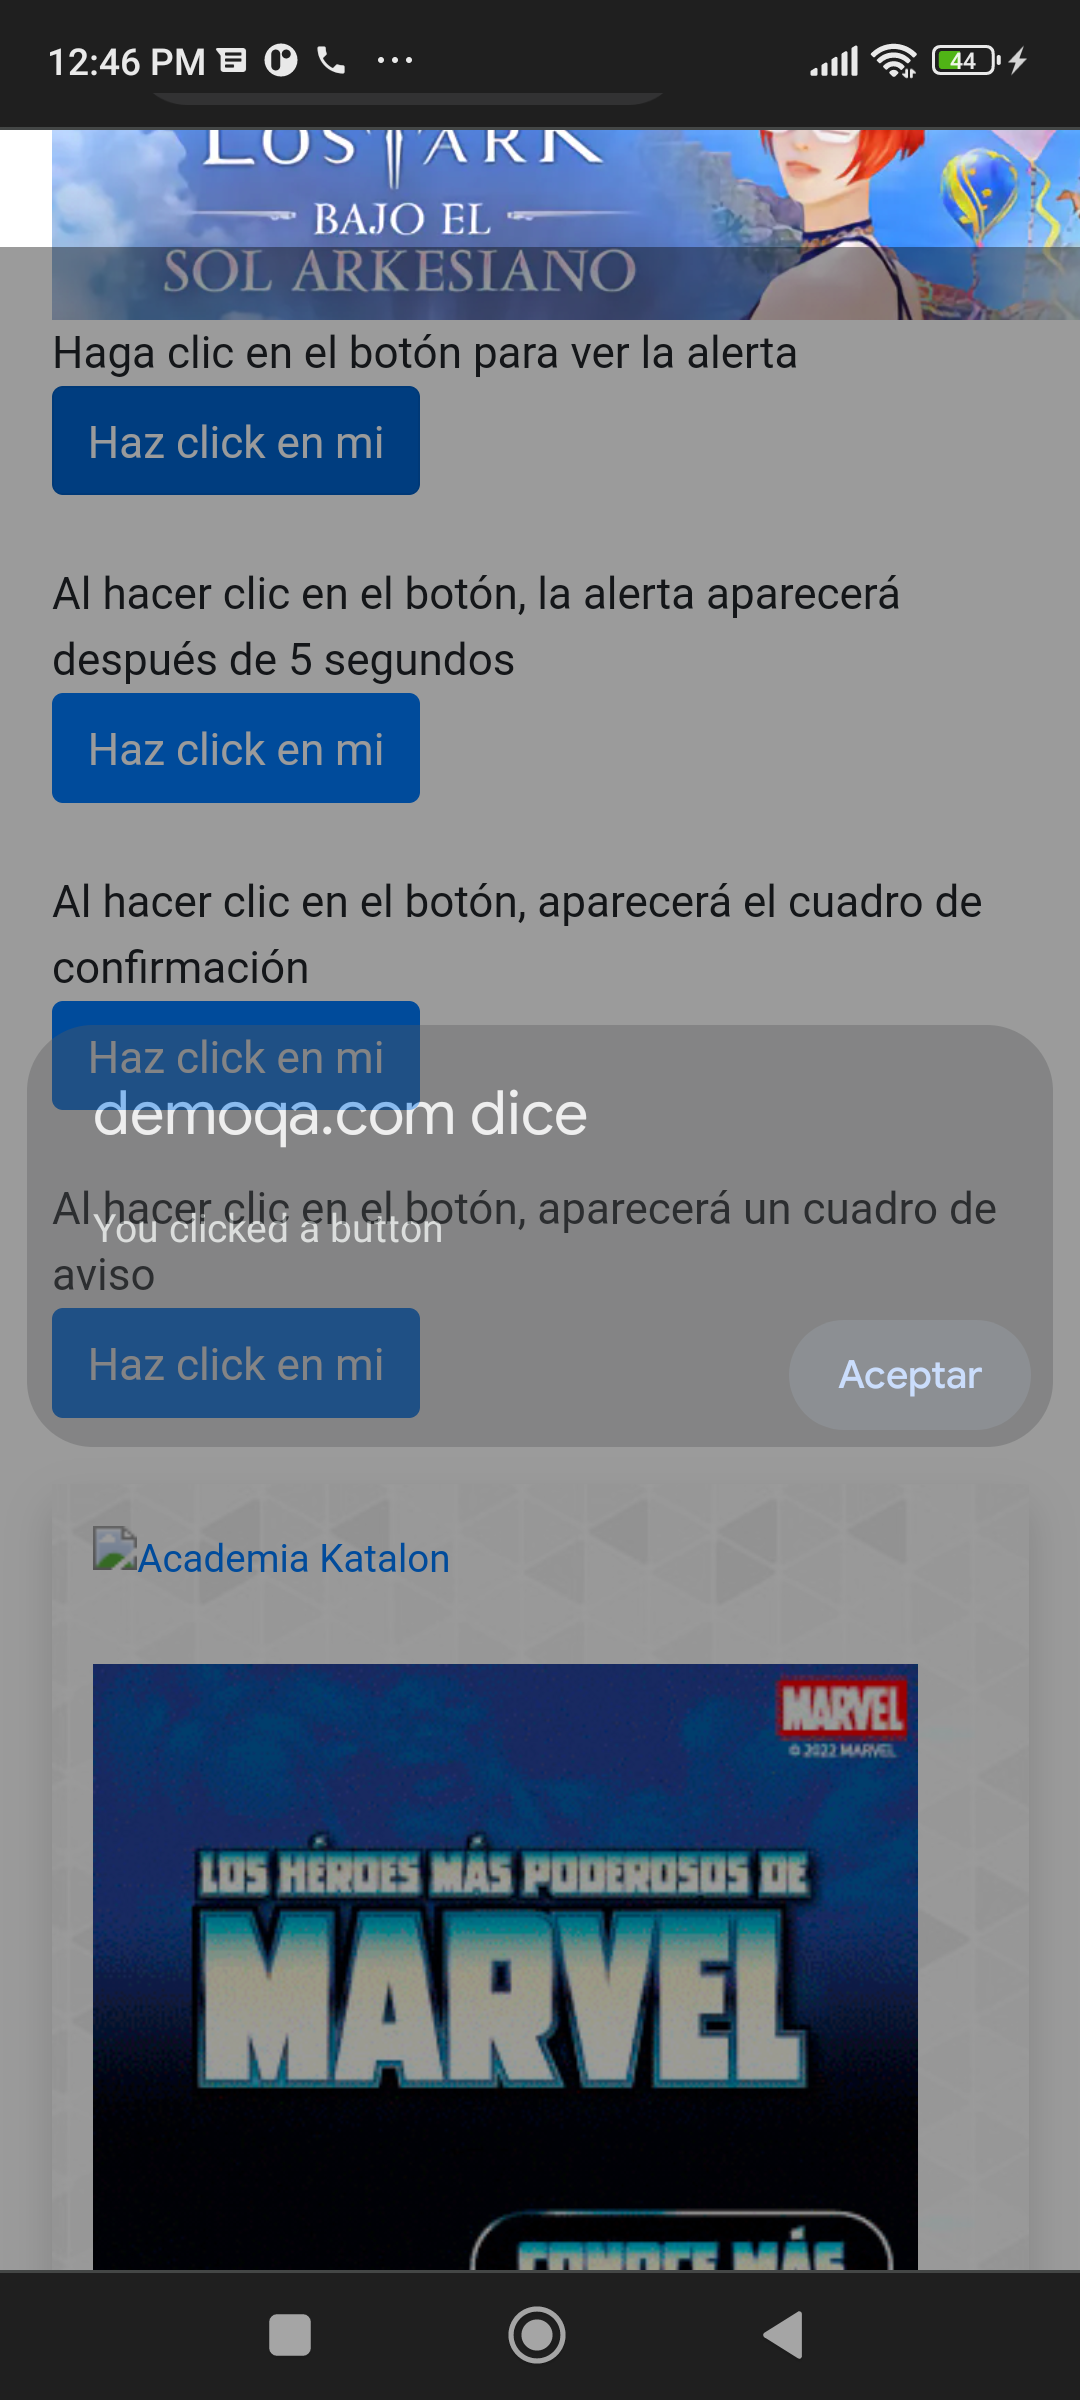 12:46 PM
44
LOST ARK
BAJO EL
SOL ARKESIANO
Haga clic en el botón para ver la alerta
Haz click en mi
Al hacer clic en el botón, la alerta aparecerá
después de 5 segundos
Haz click en mi
Al hacer clic en el botón, aparecerá el cuadro de
confirmación
Haz click en mi
demoqa.com dice
Al hacer clic en el botón, aparecerá un cuadro de
You clicked a button
aviso
Haz click en mi
Aceptar
Academia Katalon
MARVEL
© 2022 MARVEL
LOS HÉROES MÁS PODEROSOS DE
MARVEL
CONOCE MÁS